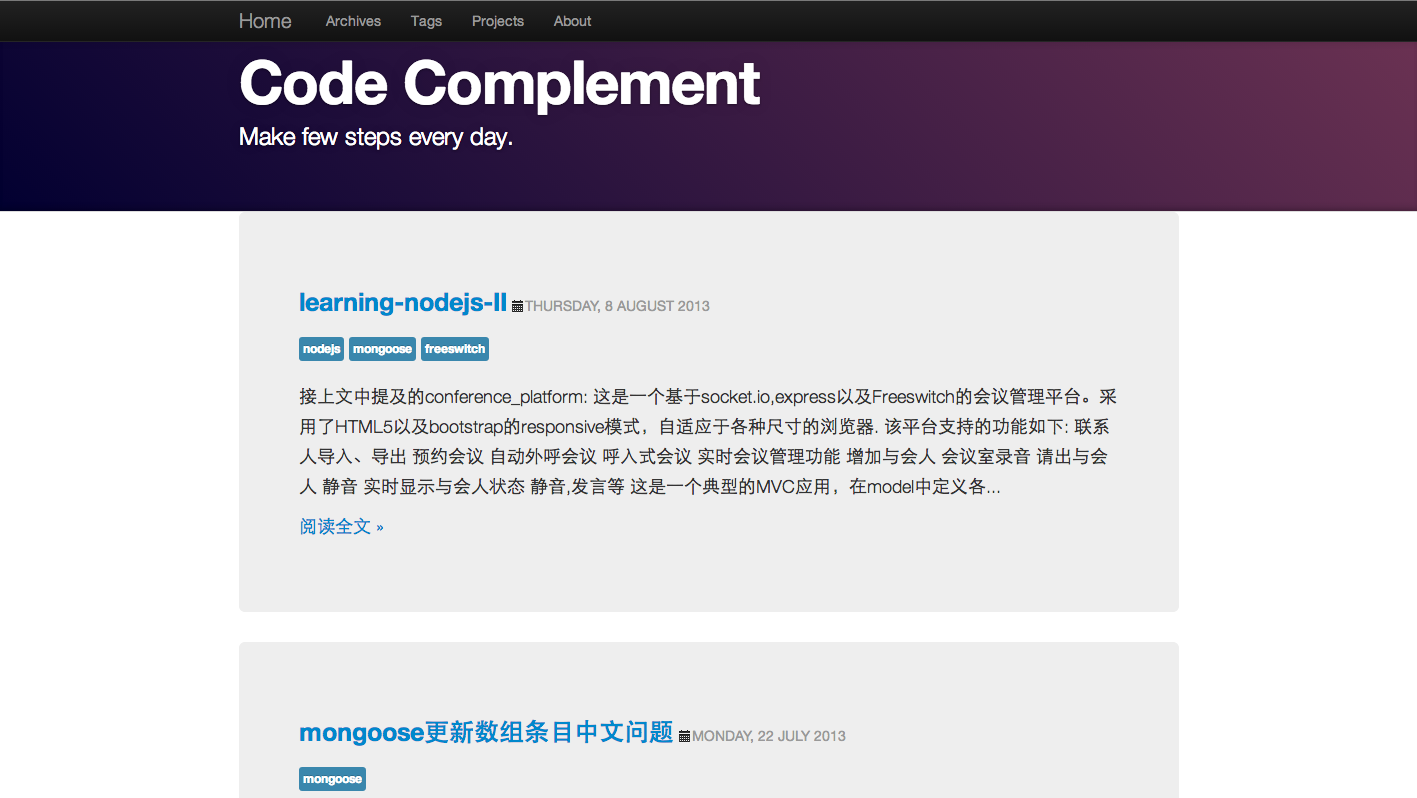 Home Archives Tags Projects About
Code Complement
Make few steps every day.
learning-nodejs-II THURSDAY, 8 AUGUST 2013
nodejs mongoose freeswitch
接上文中提及的conference_platform: 这是一个基于socket.io,express以及Freeswitch的会议管理平台。采
用了HTML5以及bootstrap的responsive模式，自适应于各种尺寸的浏览器. 该平台支持的功能如下: 联系
人导入、导出 预约会议 自动外呼会议 呼入式会议 实时会议管理功能 增加与会人 会议室录音 请出与会
人 静音 实时显示与会人状态 静音,发言等 这是一个典型的MVC应用，在model中定义各...
阅读全文 »
mongoose更新数组条目中文问题 MONDAY, 22 JULY 2013
mongoose